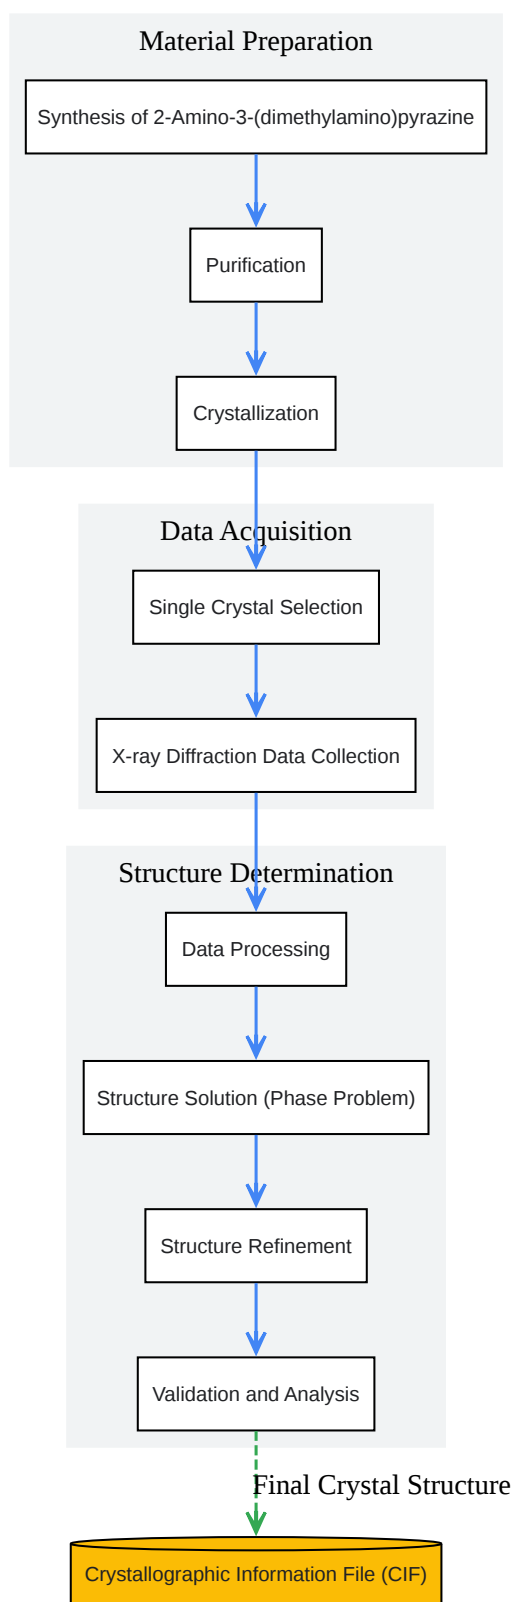 Material Preparation
Synthesis of 2-Amino-3-(dimethylamino)pyrazine
Purification
Crystallization
Data Acquisition
Single Crystal Selection
X-ray Diffraction Data Collection
Structure Determination
Data Processing
Structure Solution (Phase Problem)
Structure Refinement
Validation and Analysis
Final Crystal Structure
Crystallographic Information File (CIF)